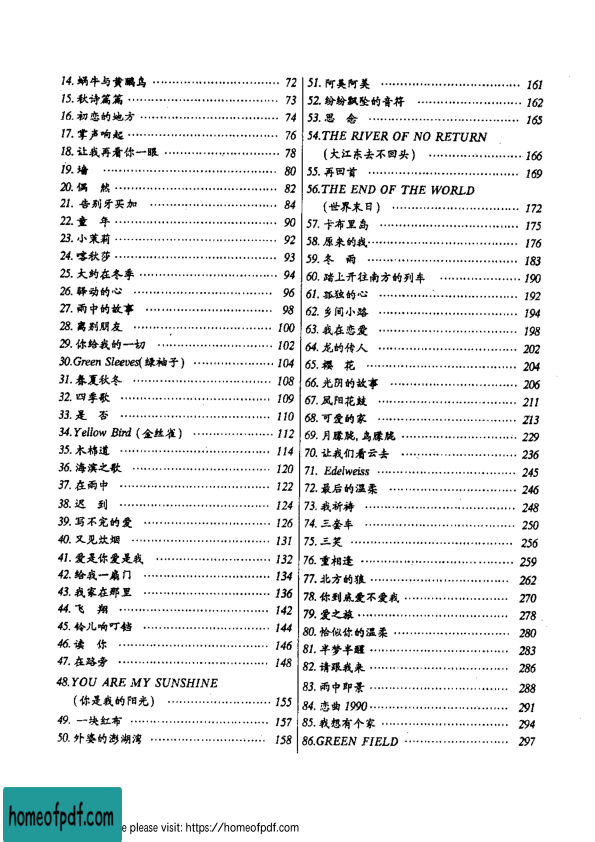 14. 蜗牛与黄鹂鸟 ………………………… 72
15. 秋诗篇篇 ………………………… 73
16. 初恋的地方 ………………………… 74
17. 掌声响起 ………………………… 76
18. 让我再看你一眼 ………………………… 78
19. 墙 ………………………… 80
20. 偶 然 ………………………… 82
21. 告别牙买加 ………………………… 84
22. 童 年 ………………………… 90
23. 小茉莉 ………………………… 92
24. 喀秋莎 ………………………… 93
25. 大约在冬季 ………………………… 94
26. 驿动的心 ………………………… 96
27. 雨中的故事 ………………………… 98
28. 离别朋友 ………………………… 100
29. 你给我的一切 ………………………… 102
30. Green Sleeves(绿袖子) ………………………… 104
31. 春夏秋冬 ………………………… 108
32. 四季歌 ………………………… 109
33. 是 否 ………………………… 110
34. Yellow Bird (金丝雀) ………………………… 112
35. 木棉道 ………………………… 114
36. 海滨之歌 ………………………… 120
37. 在雨中 ………………………… 122
38. 迟 到 ………………………… 124
39. 写不完的爱 ………………………… 126
40. 又见炊烟 ………………………… 131
41. 爱是你爱是我 ………………………… 132
42. 给我一扇门 ………………………… 134
43. 我家在那里 ………………………… 136
44. 飞 翔 ………………………… 142
45. 铃儿响叮铛 ………………………… 144
46. 读 你 ………………………… 146
47. 在路旁 ………………………… 148
48. YOU ARE MY SUNSHINE
(你是我的阳光) ………………………… 155
49. 一块红布 ………………………… 157
50. 外婆的澎湖湾 ………………………… 158
51. 阿美阿美 ………………………… 161
52. 纷纷飘坠的音符 ………………………… 162
53. 思 念 ………………………… 165
54. THE RIVER OF NO RETURN
(大江东去不回头) ………………………… 166
55. 再回首 ………………………… 169
56. THE END OF THE WORLD
(世界末日) ………………………… 172
57. 卡布里岛 ………………………… 175
58. 原来的我 ………………………… 176
59. 冬 雨 ………………………… 183
60. 踏上开往南方的列车 ………………………… 190
61. 孤独的心 ………………………… 192
62. 乡间小路 ………………………… 194
63. 我在恋爱 ………………………… 198
64. 龙的传人 ………………………… 202
65. 樱 花 ………………………… 204
66. 光阴的故事 ………………………… 206
67. 凤阳花鼓 ………………………… 211
68. 可爱的家 ………………………… 213
69. 月朦胧,鸟朦胧 ………………………… 229
70. 让我们看云去 ………………………… 236
71. Edelweiss ………………………… 245
72. 最后的温柔 ………………………… 246
73. 我祈祷 ………………………… 248
74. 三套车 ………………………… 250
75. 三笑 ………………………… 256
76. 重相逢 ………………………… 259
77. 北方的狼 ………………………… 262
78. 你到底爱不爱我 ………………………… 270
79. 爱之旅 ………………………… 278
80. 恰似你的温柔 ………………………… 280
81. 半梦半醒 ………………………… 283
82. 请跟我来 ………………………… 286
83. 雨中即景 ………………………… 288
84. 恋曲 1990 ………………………… 291
85. 我想有个家 ………………………… 294
86. GREEN FIELD ………………………… 297
homeofpdf.com
e please visit: https://homeofpdf.com